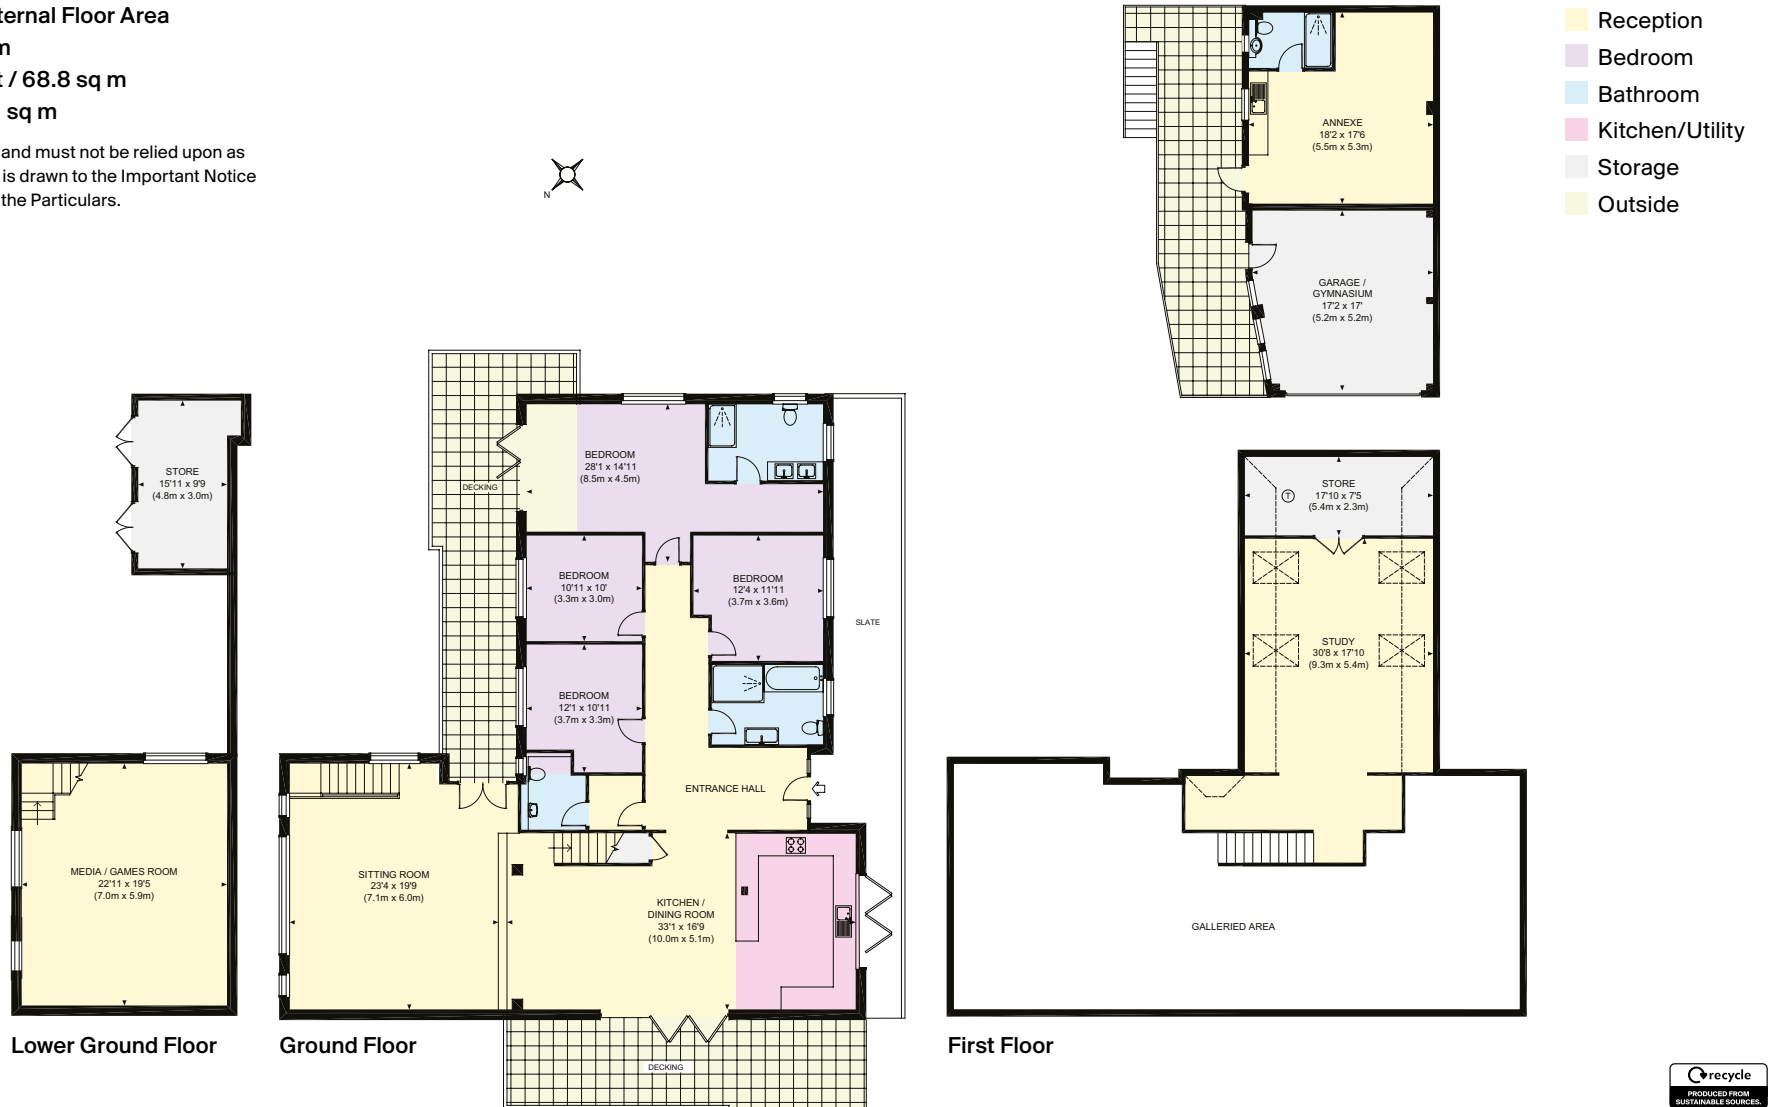 ternal Floor Area
m
t / 68.8 sq m
sq m
and must not be relied upon as
is drawn to the Important Notice
the Particulars.
N
Reception
Bedroom
Bathroom
Kitchen/Utility
Storage
Outside
ANNEXE
18'2 x 17'6
(5.5m x 5.3m)
GARAGE /
GYMNASIUM
17'2 x 17'
(5.2m x 5.2m)
STORE
15'11 x 9'9
(4.8m x 3.0m)
MEDIA / GAMES ROOM
22'11 x 19'5
(7.0m x 5.9m)
Lower Ground Floor
DECKING
BEDROOM
28'1 x 14'11
(8.5m x 4.5m)
BEDROOM
10'11 x 10'
(3.3m x 3.0m)
BEDROOM
12'4 x 11'11
(3.7m x 3.6m)
SLATE
BEDROOM
12'1 x 10'11
(3.7m x 3.3m)
ENTRANCE HALL
SITTING ROOM
23'4 x 19'9
(7.1m x 6.0m)
KITCHEN /
DINING ROOM
33'1 x 16'9
(10.0m x 5.1m)
DECKING
Ground Floor
STORE
17'10 x 7'5
(5.4m x 2.3m)
T
STUDY
30'8 x 17'10
(9.3m x 5.4m)
GALLERIED AREA
First Floor
recycle
PRODUCED FROM
SUSTAINABLE SOURCES.